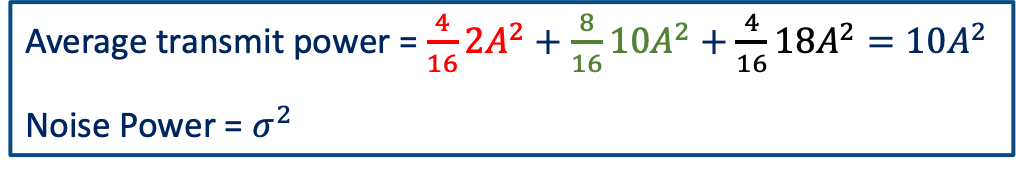 Average transmit power = 4/16 2A² + 8/16 10A² + 4/16 18A² = 10A²
Noise Power = σ²